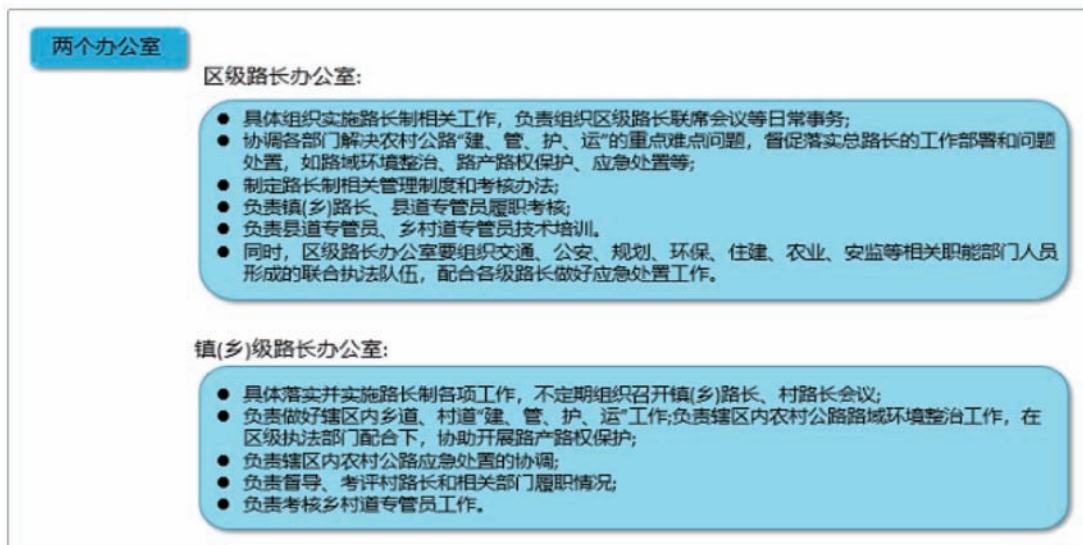 两个办公室
区级路长办公室:
● 具体组织实施路长制相关工作，负责组织区级路长联席会议等日常事务;
● 协调各部门解决农村公路“建、管、护、运”的重点难点问题，督促落实总路长的工作部署和问题
处置，如路域环境整治、路产路权保护、应急处置等;
● 制定路长制相关管理制度和考核办法;
● 负责镇(乡)路长、县道专管员履职考核;
● 负责县道专管员、乡村道专管员技术培训。
● 同时，区级路长办公室要组织交通、公安、规划、环保、住建、农业、安监等相关职能部门人员
形成的联合执法队伍，配合各级路长做好应急处置工作。
镇(乡)级路长办公室:
● 具体落实并实施路长制各项工作，不定期组织召开镇(乡)路长、村路长会议;
● 负责做好辖区内乡道、村道“建、管、护、运”工作;负责辖区内农村公路路域环境整治工作，在
区级执法部门配合下，协助开展路产路权保护;
● 负责辖区内农村公路应急处置的协调;
● 负责督导、考评村路长和相关部门履职情况;
● 负责考核乡村道专管员工作。